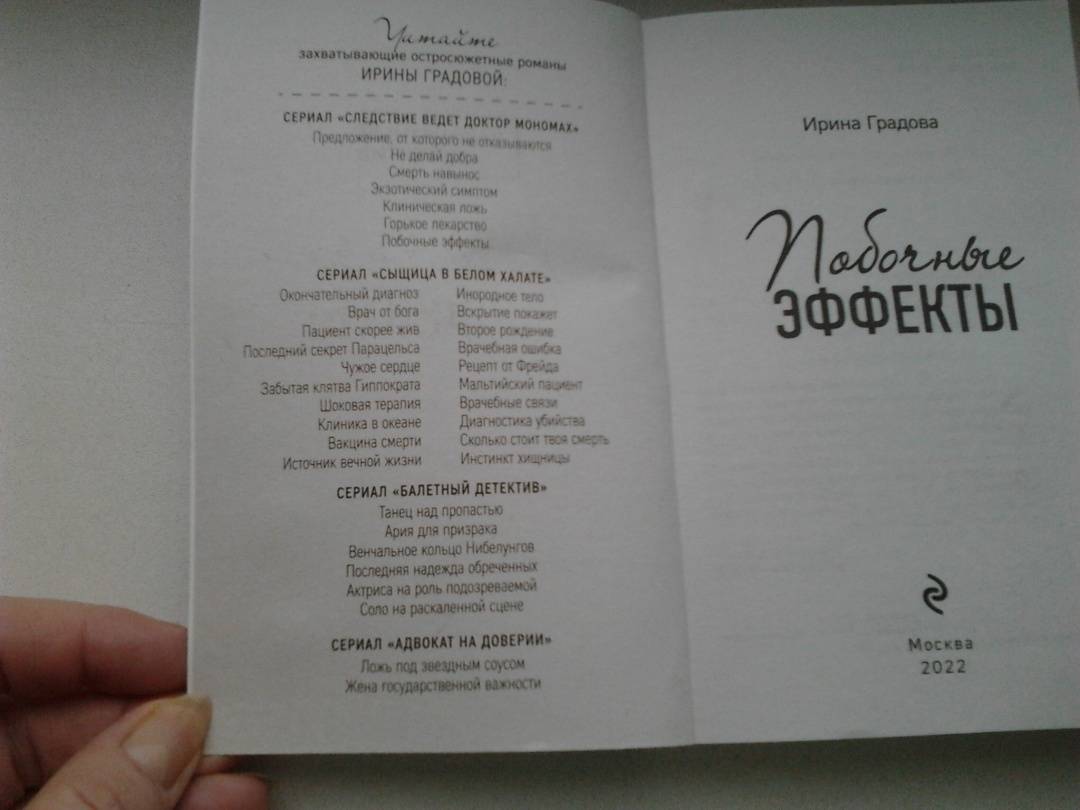 Читайте
захватывающие остросюжетные романы
ИРИНЫ ГРАДОВОЙ:
СЕРИАЛ «СЛЕДСТВИЕ ВЕДЕТ ДОКТОР МОНОМАХ»
Предложение, от которого не отказываются
Не делай добра
Смерть навынос
Экзотический симптом
Клиническая ложь
Горькое лекарство
Побочные эффекты
СЕРИАЛ «СЫЩИЦА В БЕЛОМ ХАЛАТЕ»
Окончательный диагноз
Врач от бога
Пациент скорее жив
Последний секрет Парацельса
Чужое сердце
Забытая клятва Гиппократа
Шоковая терапия
Клиника в океане
Вакцина смерти
Источник вечной жизни
Инородное тело
Вскрытие покажет
Второе рождение
Врачебная ошибка
Рецепт от Фрейда
Мальтийский пациент
Врачебные связи
Диагностика убийства
Сколько стоит твоя смерть
Инстинкт хищницы
СЕРИАЛ «БАЛЕТНЫЙ ДЕТЕКТИВ»
Танец над пропастью
Ария для призрака
Венчальное кольцо Нибелунгов
Последняя надежда обреченных
Актриса на роль подозреваемой
Соло на раскаленной сцене
СЕРИАЛ «АДВОКАТ НА ДОВЕРИИ»
Ложь под звездным соусом
Жена государственной важности
Ирина Градова
Побочные
ЭФФЕКТЫ
Москва
2022